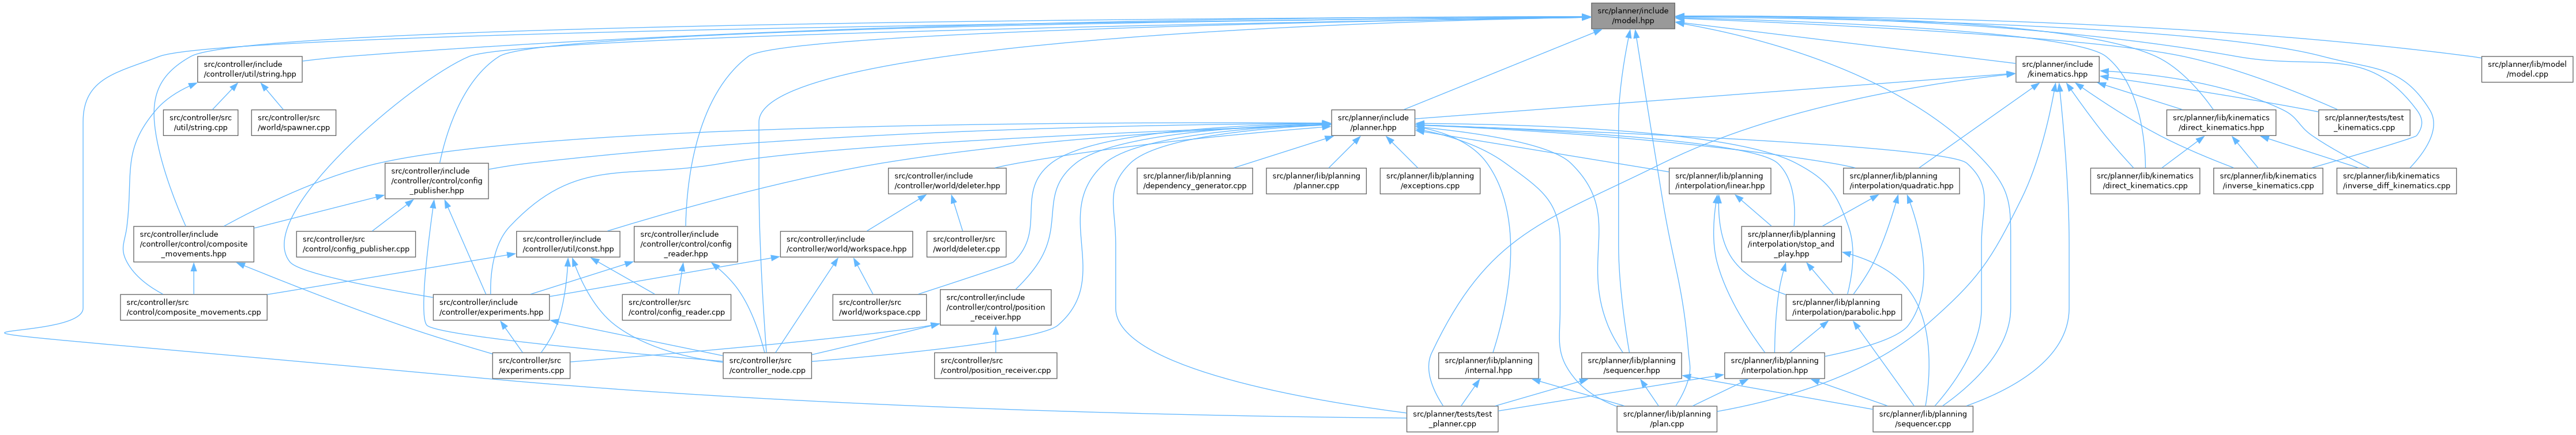 src/planner/include
/model.hpp
src/controller/include
/controller/util/string.hpp
src/planner/include
/kinematics.hpp
src/planner/lib/model
/model.cpp
src/controller/src
/util/string.cpp
src/controller/src
/world/spawner.cpp
src/planner/include
/planner.hpp
src/planner/lib/kinematics
/direct_kinematics.hpp
src/planner/tests/test
_kinematics.cpp
src/controller/include
/controller/control/config
_publisher.hpp
src/controller/include
/controller/world/deleter.hpp
src/planner/lib/planning
/dependency_generator.cpp
src/planner/lib/planning
/planner.cpp
src/planner/lib/planning
/exceptions.cpp
src/planner/lib/planning
/interpolation/linear.hpp
src/planner/lib/planning
/interpolation/quadratic.hpp
src/planner/lib/kinematics
/direct_kinematics.cpp
src/planner/lib/kinematics
/inverse_kinematics.cpp
src/planner/lib/kinematics
/inverse_diff_kinematics.cpp
src/controller/include
/controller/control/composite
_movements.hpp
src/controller/src
/control/config_publisher.cpp
src/controller/include
/controller/util/const.hpp
src/controller/include
/controller/control/config
_reader.hpp
src/controller/include
/controller/world/workspace.hpp
src/controller/src
/world/deleter.cpp
src/planner/lib/planning
/interpolation/stop_and
_play.hpp
src/controller/src
/control/composite_movements.cpp
src/controller/include
/controller/experiments.hpp
src/controller/src
/control/config_reader.cpp
src/controller/src
/world/workspace.cpp
src/controller/include
/controller/control/position
_receiver.hpp
src/planner/lib/planning
/interpolation/parabolic.hpp
src/controller/src
/experiments.cpp
src/controller/src
/controller_node.cpp
src/controller/src
/control/position_receiver.cpp
src/planner/lib/planning
/internal.hpp
src/planner/lib/planning
/sequencer.hpp
src/planner/lib/planning
/interpolation.hpp
src/planner/tests/test
_planner.cpp
src/planner/lib/planning
/plan.cpp
src/planner/lib/planning
/sequencer.cpp